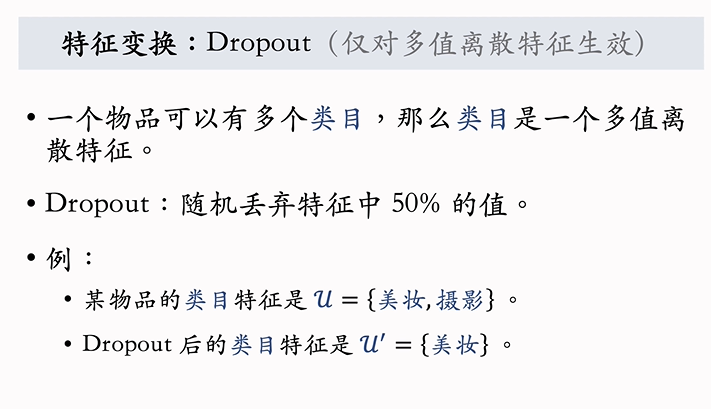 特征变换：Dropout（仅对多值离散特征生效）
• 一个物品可以有多个类目，那么类目是一个多值离
散特征。
• Dropout：随机丢弃特征中 50% 的值。
• 例：
• 某物品的类目特征是 𝒰 = {美妆, 摄影} 。
• Dropout 后的类目特征是 𝒰′ = {美妆} 。